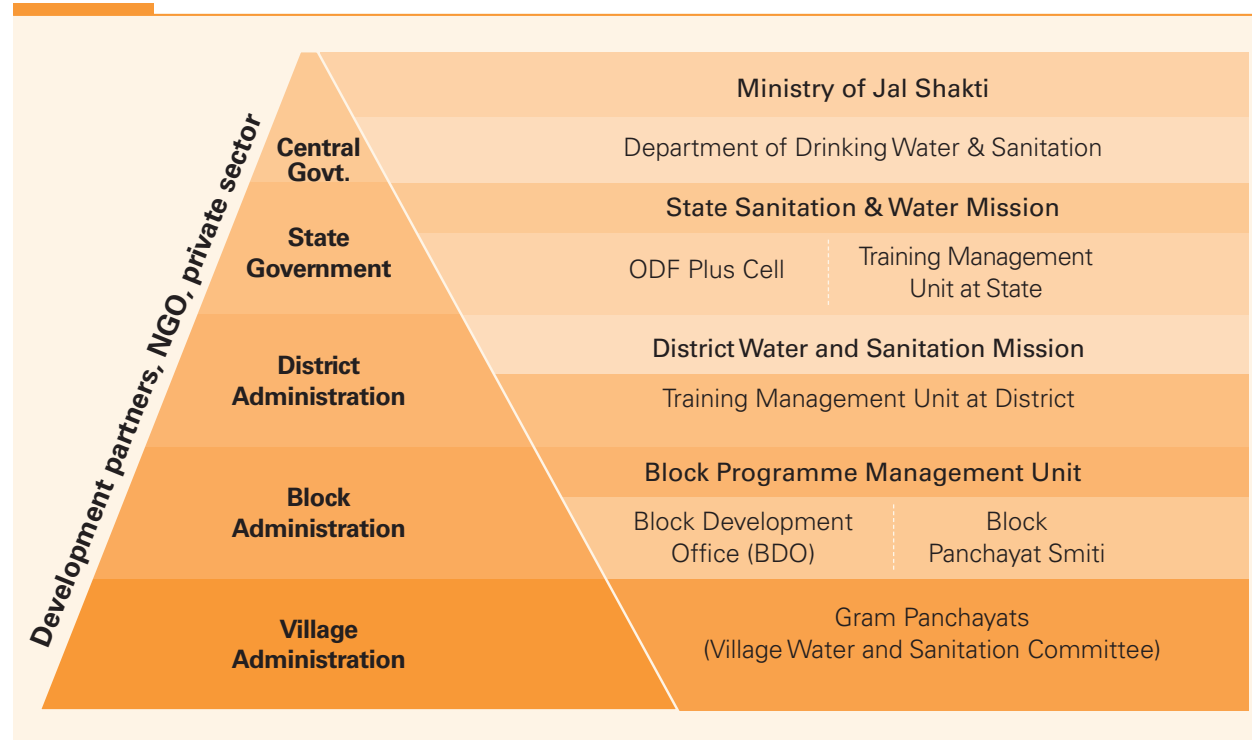 Development partners, NGO, private sector
Central
Govt.
Ministry of Jal Shakti
Department of Drinking Water & Sanitation
State
Government
State Sanitation & Water Mission
ODF Plus Cell
Training Management
Unit at State
District
Administration
District Water and Sanitation Mission
Training Management Unit at District
Block
Administration
Block Programme Management Unit
Block Development
Office (BDO)
Block
Panchayat Smiti
Village
Administration
Gram Panchayats
(Village Water and Sanitation Committee)